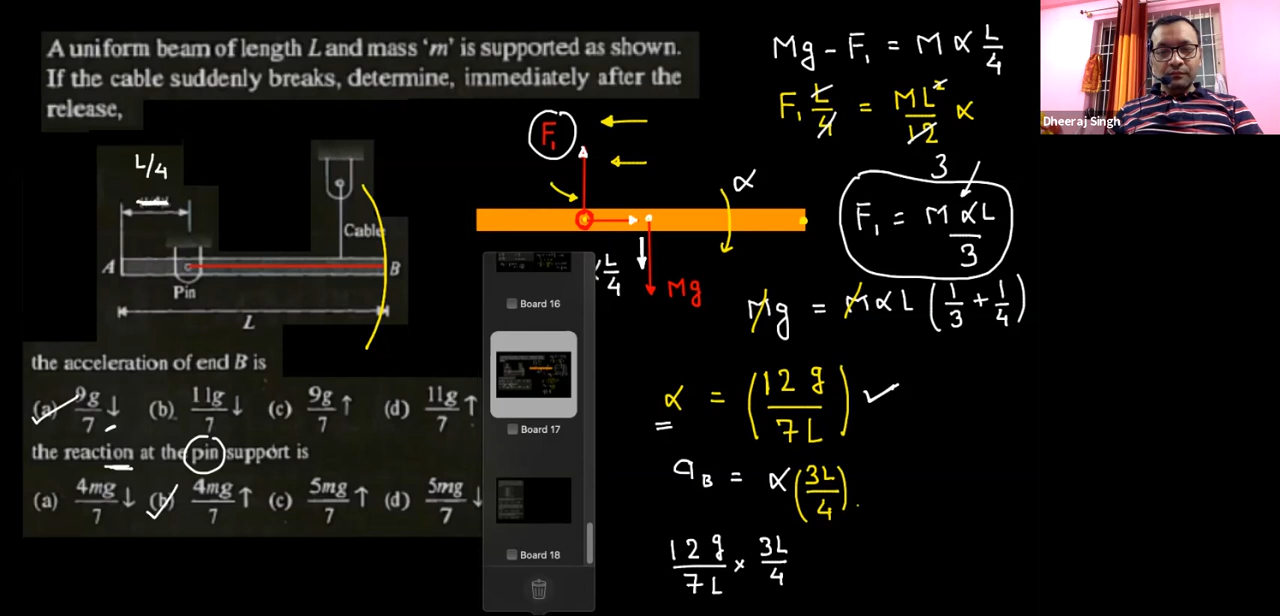 A uniform beam of length L and mass ‘m’ is supported as shown.
If the cable suddenly breaks, determine, immediately after the
release,
L/4
Cable
A
B
Pin
L
the acceleration of end B is
(a) 9g/7 ↓ (b) 11g/7 ↓ (c) 9g/7 ↑ (d) 11g/7 ↑
the reaction at the pin support is
(a) 4mg/7 ↓ (b) 4mg/7 ↑ (c) 5mg/7 ↑ (d) 5mg/7 ↓
F₁
α
L/4
Mg
Board 16
Board 17
Board 18
Mg - F₁ = M α L/4
F₁ L/4 = ML²/12 α
3
F₁ = M α L/3
Mg = M α L (1/3 + 1/4)
α = (12 g/7L)
a_B = α (3L/4).
12 g/7L × 3L/4
Dheeraj Singh